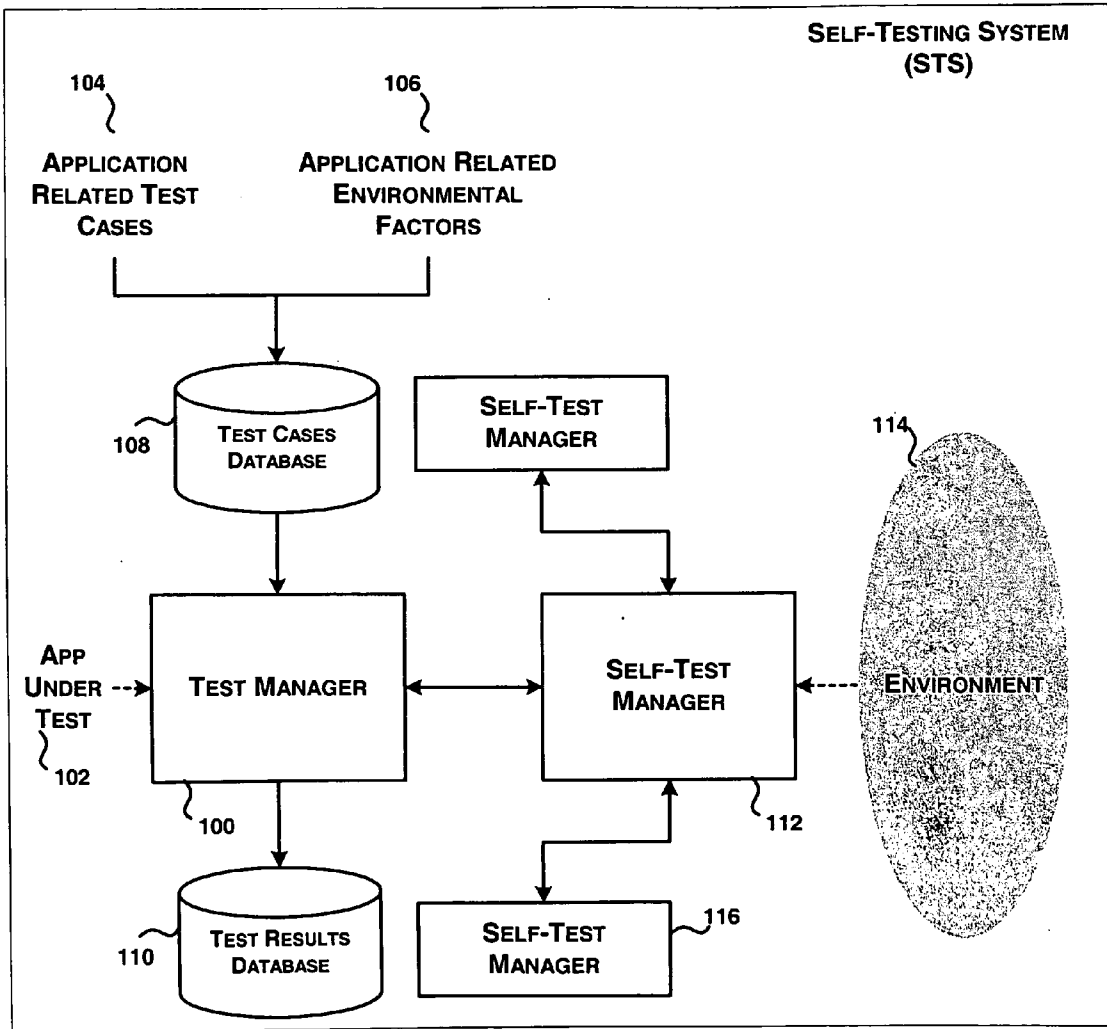 SELF-TESTING SYSTEM
(STS)
104
APPLICATION
RELATED TEST
CASES
106
APPLICATION RELATED
ENVIRONMENTAL
FACTORS
108
TEST CASES
DATABASE
SELF-TEST
MANAGER
114
APP
UNDER
TEST
102
TEST MANAGER
100
SELF-TEST
MANAGER
112
ENVIRONMENT
110
TEST RESULTS
DATABASE
SELF-TEST
MANAGER
116